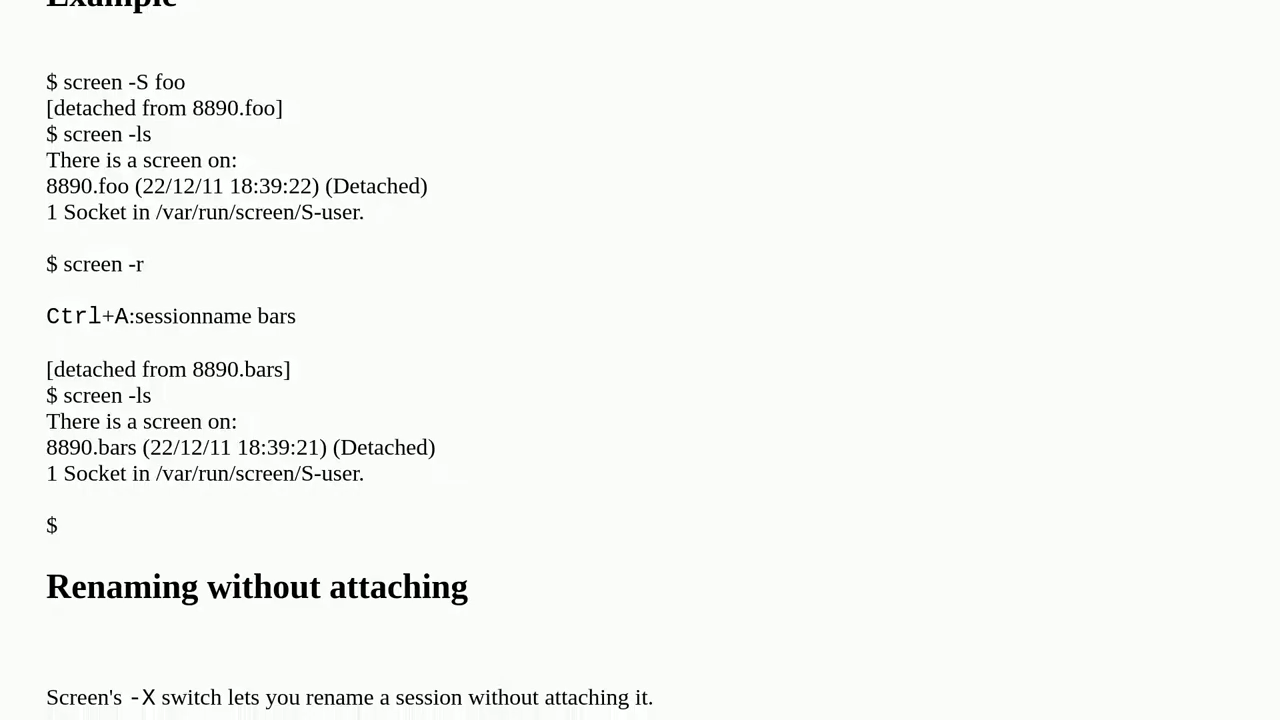 Example
$ screen -S foo
[detached from 8890.foo]
$ screen -ls
There is a screen on:
8890.foo (22/12/11 18:39:22) (Detached)
1 Socket in /var/run/screen/S-user.
$ screen -r
Ctrl+A:sessionname bars
[detached from 8890.bars]
$ screen -ls
There is a screen on:
8890.bars (22/12/11 18:39:21) (Detached)
1 Socket in /var/run/screen/S-user.
$
Renaming without attaching
Screen's -X switch lets you rename a session without attaching it.